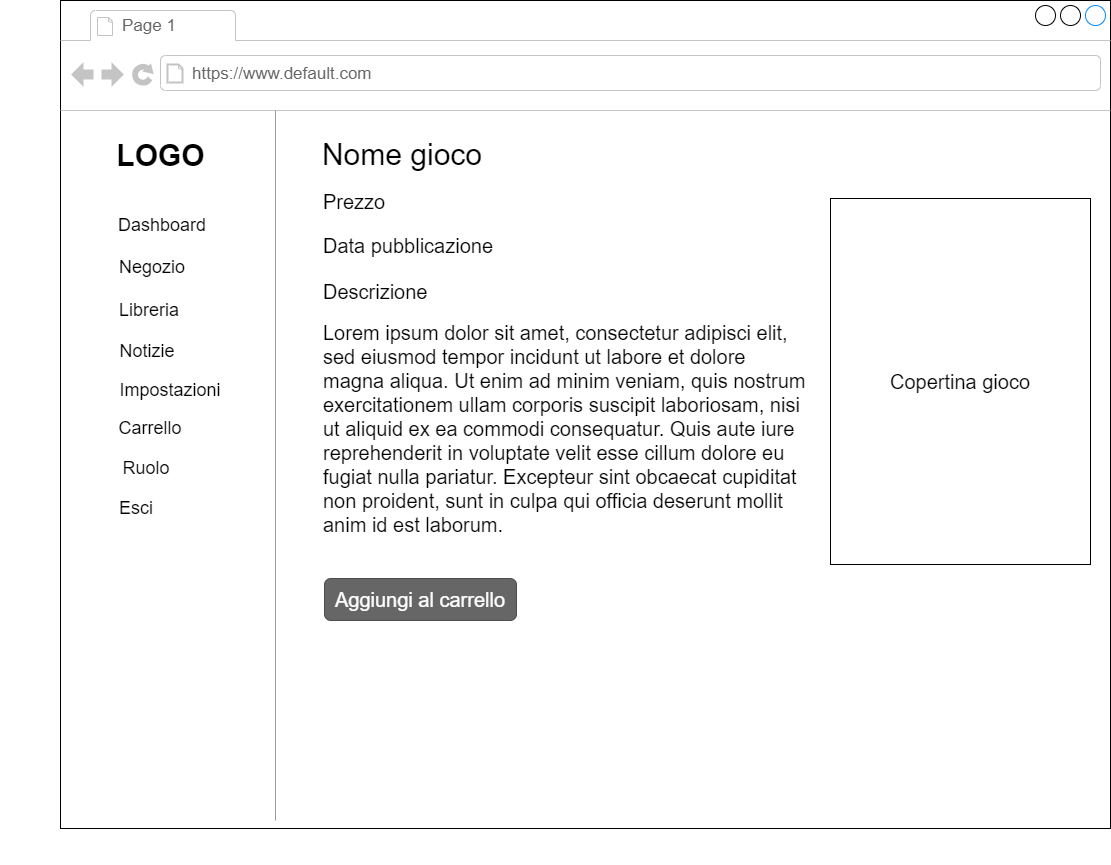 Page 1
https://www.default.com
LOGO
Dashboard
Negozio
Libreria
Notizie
Impostazioni
Carrello
Ruolo
Esci
Nome gioco
Prezzo
Data pubblicazione
Descrizione
Lorem ipsum dolor sit amet, consectetur adipisci elit,
sed eiusmod tempor incidunt ut labore et dolore
magna aliqua. Ut enim ad minim veniam, quis nostrum
exercitationem ullam corporis suscipit laboriosam, nisi
ut aliquid ex ea commodi consequatur. Quis aute iure
reprehenderit in voluptate velit esse cillum dolore eu
fugiat nulla pariatur. Excepteur sint obcaecat cupiditat
non proident, sunt in culpa qui officia deserunt mollit
anim id est laborum.
Aggiungi al carrello
Copertina gioco